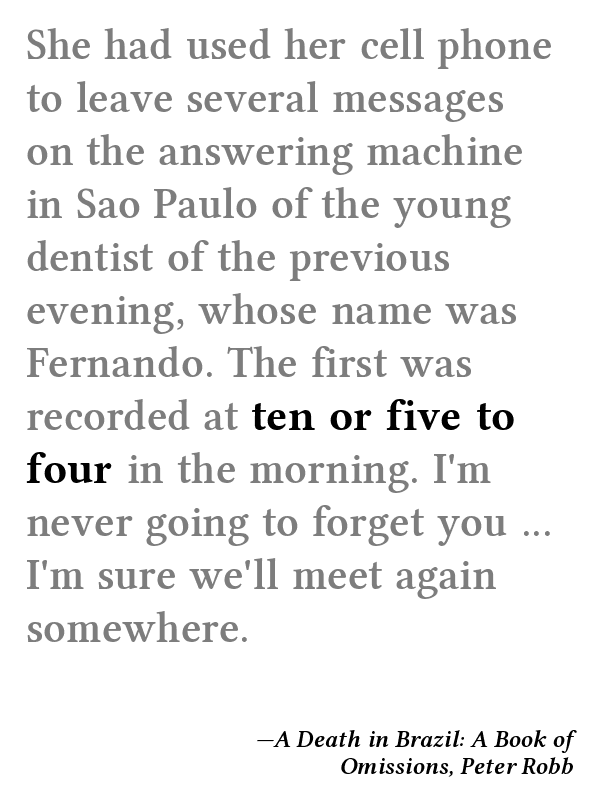 She had used her cell phone
to leave several messages
on the answering machine
in Sao Paulo of the young
dentist of the previous
evening, whose name was
Fernando. The first was
recorded at ten or five to
four in the morning. I'm
never going to forget you ...
I'm sure we'll meet again
somewhere.
—A Death in Brazil: A Book of
Omissions, Peter Robb